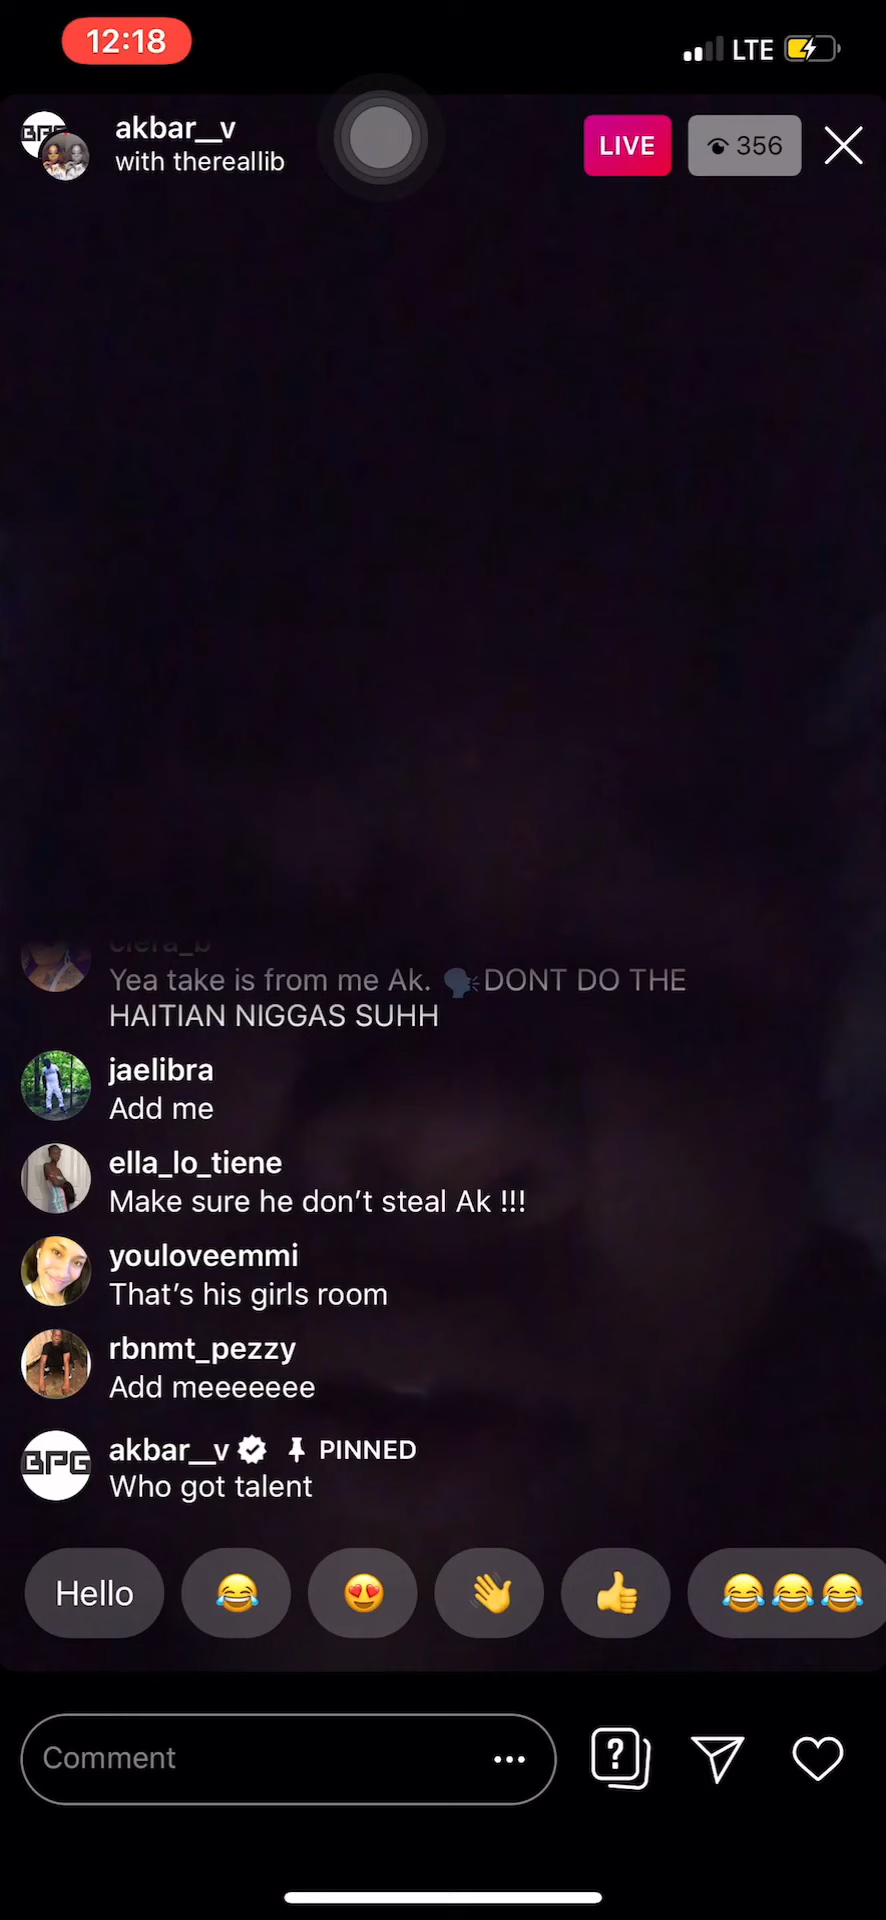 12:18
LTE
akbar__v
with thereallib
LIVE
356
ciera_b
Yea take is from me Ak. 🗣DONT DO THE
HAITIAN NIGGAS SUHH
jaelibra
Add me
ella_lo_tiene
Make sure he don’t steal Ak !!!
youloveemmi
That’s his girls room
rbnmt_pezzy
Add meeeeeee
akbar__v PINNED
BPG
Who got talent
Hello
Comment